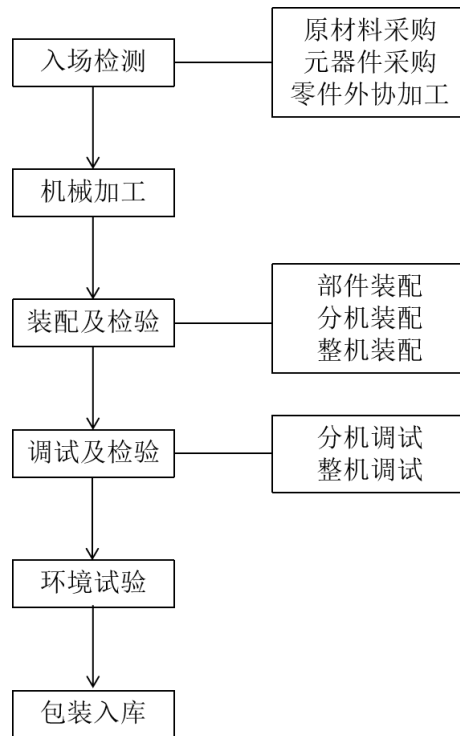 入场检测
原材料采购
元器件采购
零件外协加工
机械加工
装配及检验
部件装配
分机装配
整机装配
调试及检验
分机调试
整机调试
环境试验
包装入库